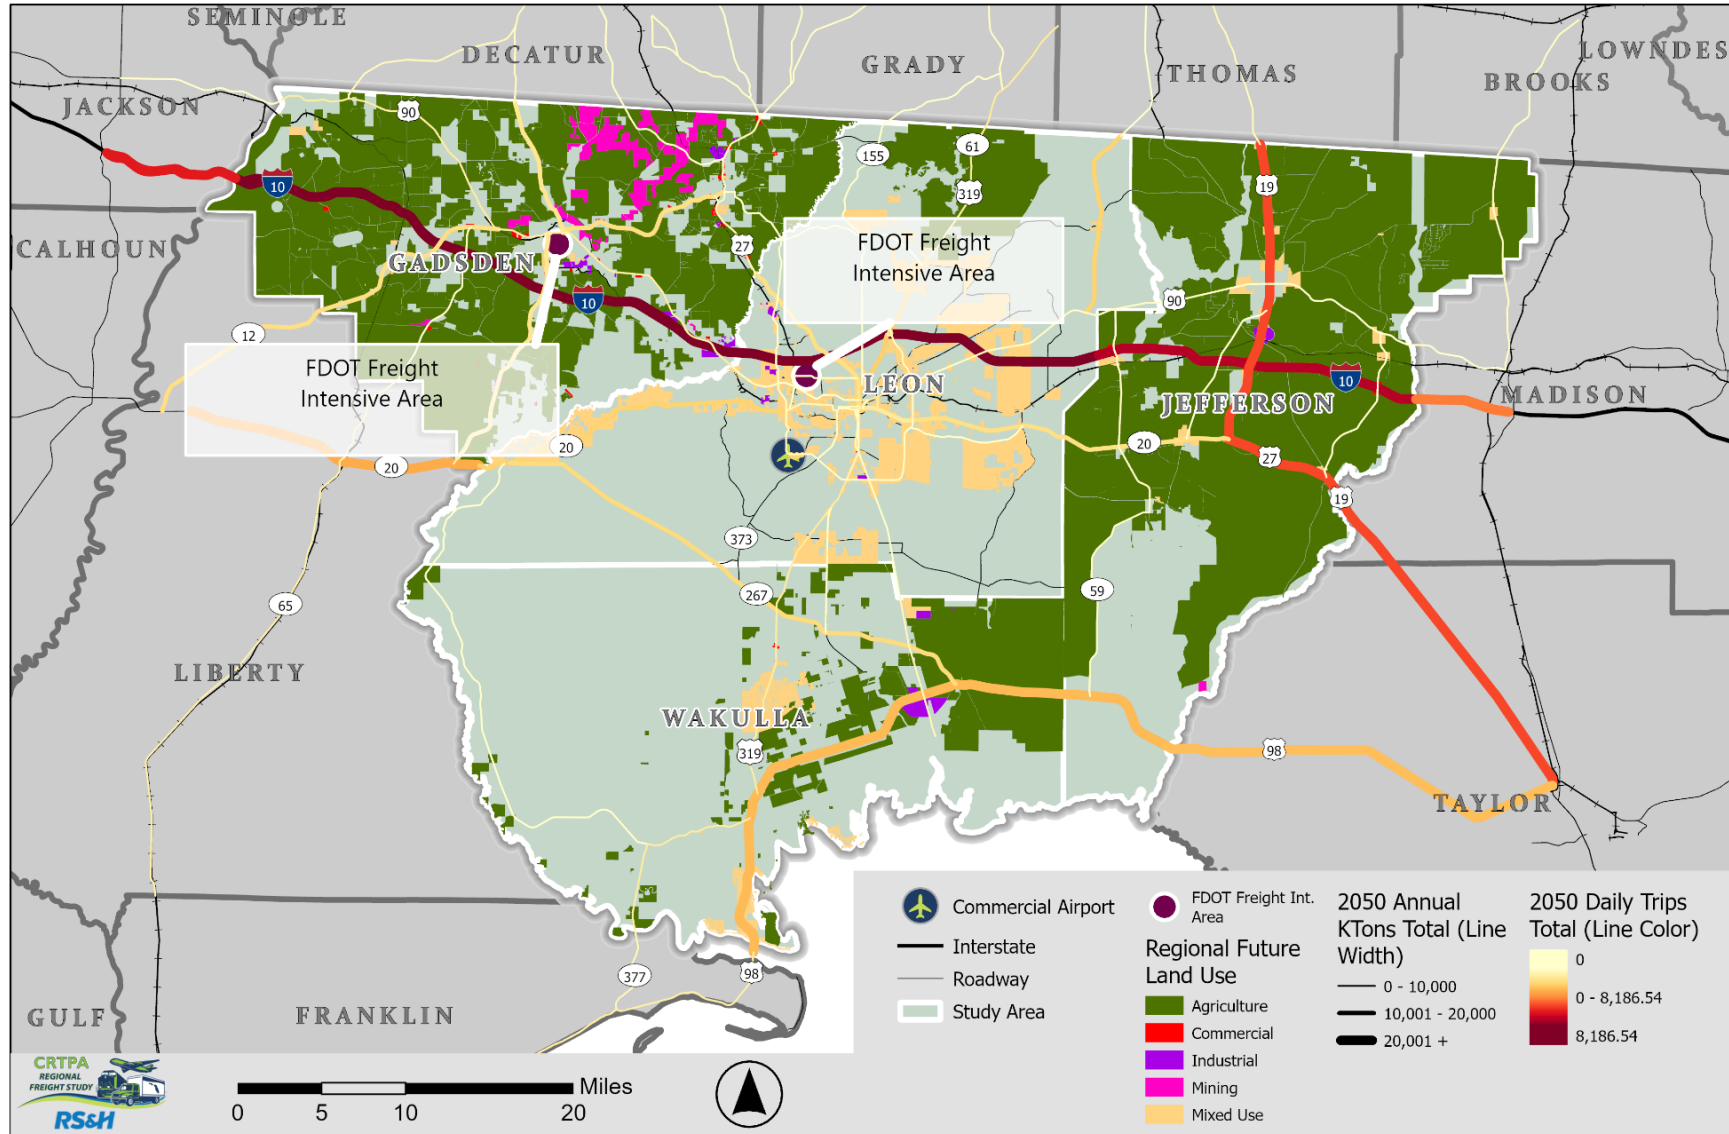 SEMINOLE
DECATUR
GRADY
THOMAS
LOWNDES
BROOKS
JACKSON
90
155
61
319
10
19
CALHOUN
27
FDOT Freight
Intensive Area
GADSDEN
10
90
12
FDOT Freight
Intensive Area
LEON
10
JEFFERSON
MADISON
20
20
20
27
19
373
267
59
65
LIBERTY
WAKULLA
319
98
TAYLOR
377
98
GULF
FRANKLIN
Commercial Airport
Interstate
Roadway
Study Area
FDOT Freight Int.
Area
Regional Future
Land Use
Agriculture
Commercial
Industrial
Mining
Mixed Use
2050 Annual
KTons Total (Line
Width)
0 - 10,000
10,001 - 20,000
20,001 +
2050 Daily Trips
Total (Line Color)
0
0 - 8,186.54
8,186.54
CRTPA
REGIONAL
FREIGHT STUDY
RS&H
Miles
0 5 10 20